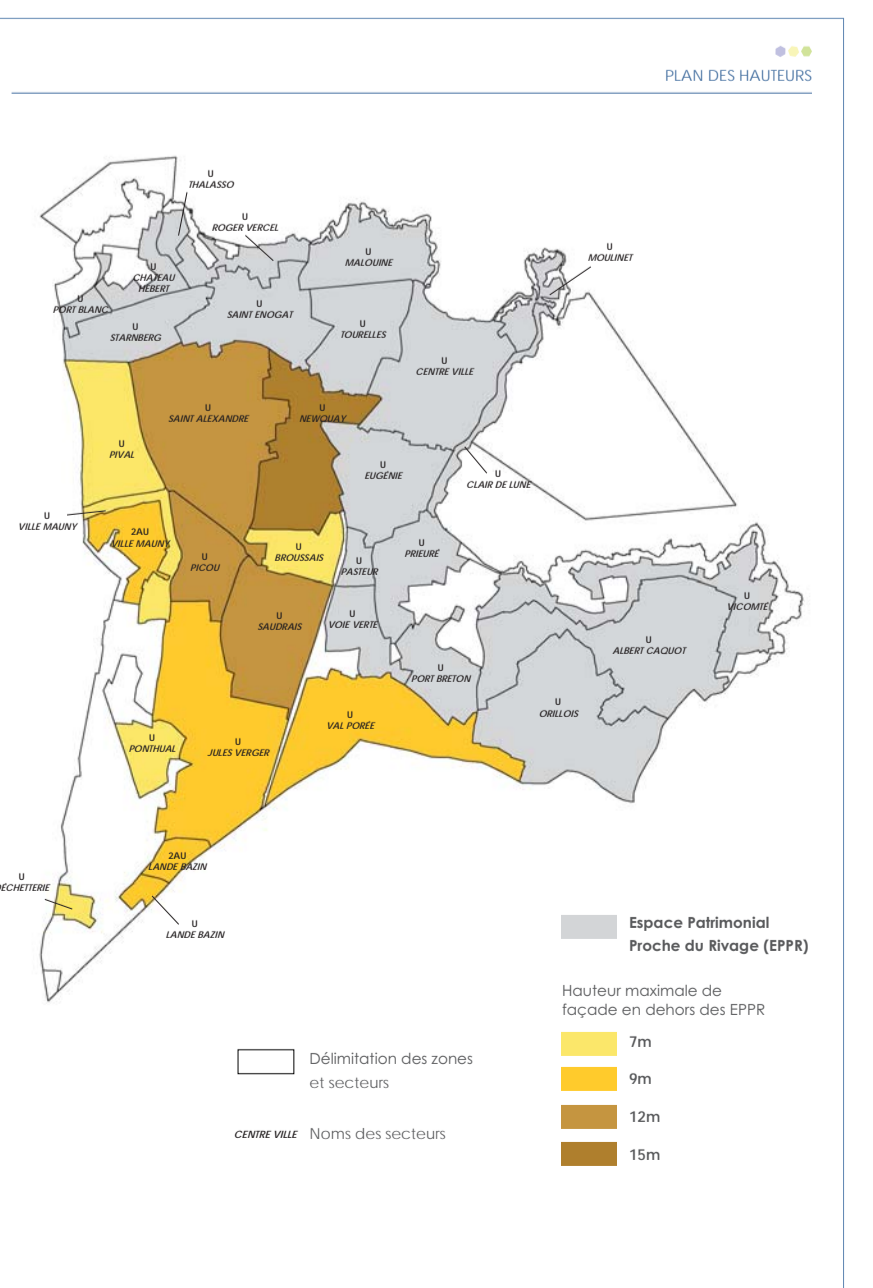 PLAN DES HAUTEURS
U
THALASSO
U
ROGER VERCEL
U
MALOUINE
U
MOULINET
U
CHATEAU
HÉBERT
U
PORT BLANC
U
STARNBERG
U
SAINT ENOGAT
U
TOURELLES
U
CENTRE VILLE
U
SAINT ALEXANDRE
U
NEWQUAY
U
PIVAL
U
EUGÉNIE
U
CLAIR DE LUNE
U
VILLE MAUNY
2AU
VILLE MAUNY
U
PICOU
U
BROUSSAIS
U
PASTEUR
U
PRIEURÉ
U
VICOMTÉ
U
SAUDRAIS
U
VOIE VERTE
U
ALBERT CAQUOT
U
PORT BRETON
U
ORILLOIS
U
VAL PORÉE
U
PONTHUAL
U
JULES VERGER
2AU
LANDE BAZIN
U
DÉCHETTERIE
U
LANDE BAZIN
Espace Patrimonial
Proche du Rivage (EPPR)
Hauteur maximale de
façade en dehors des EPPR
7m
9m
12m
15m
Délimitation des zones
et secteurs
CENTRE VILLE Noms des secteurs